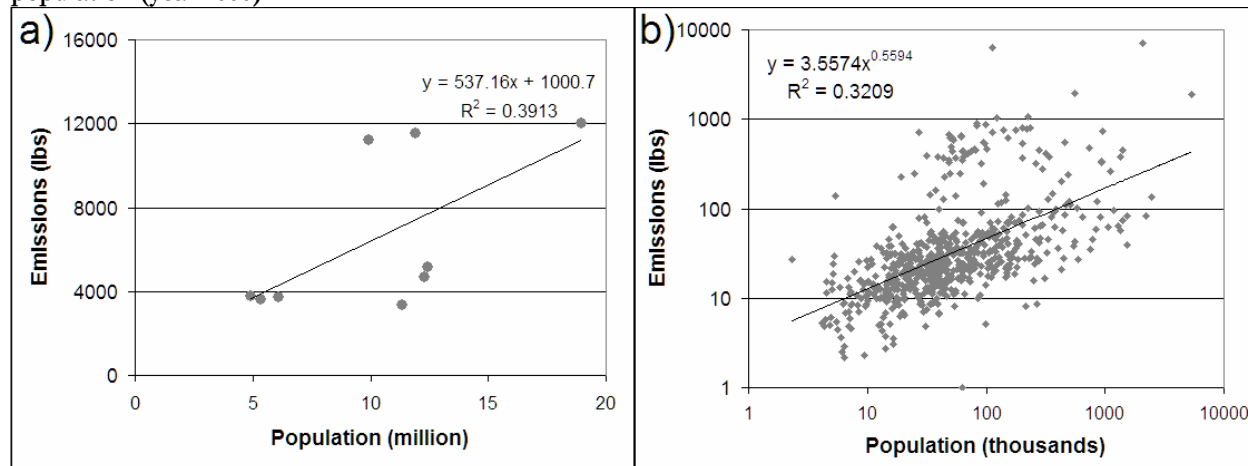 population (year
a)
16000
12000
8000
4000
0
Emissions (lbs)
y = 537.16x + 1000.7
R² = 0.3913
0 5 10 15 20
Population (million)
b)
10000
1000
100
10
1
Emissions (lbs)
y = 3.5574x^0.5594
R² = 0.3209
1 10 100 1000 10000
Population (thousands)